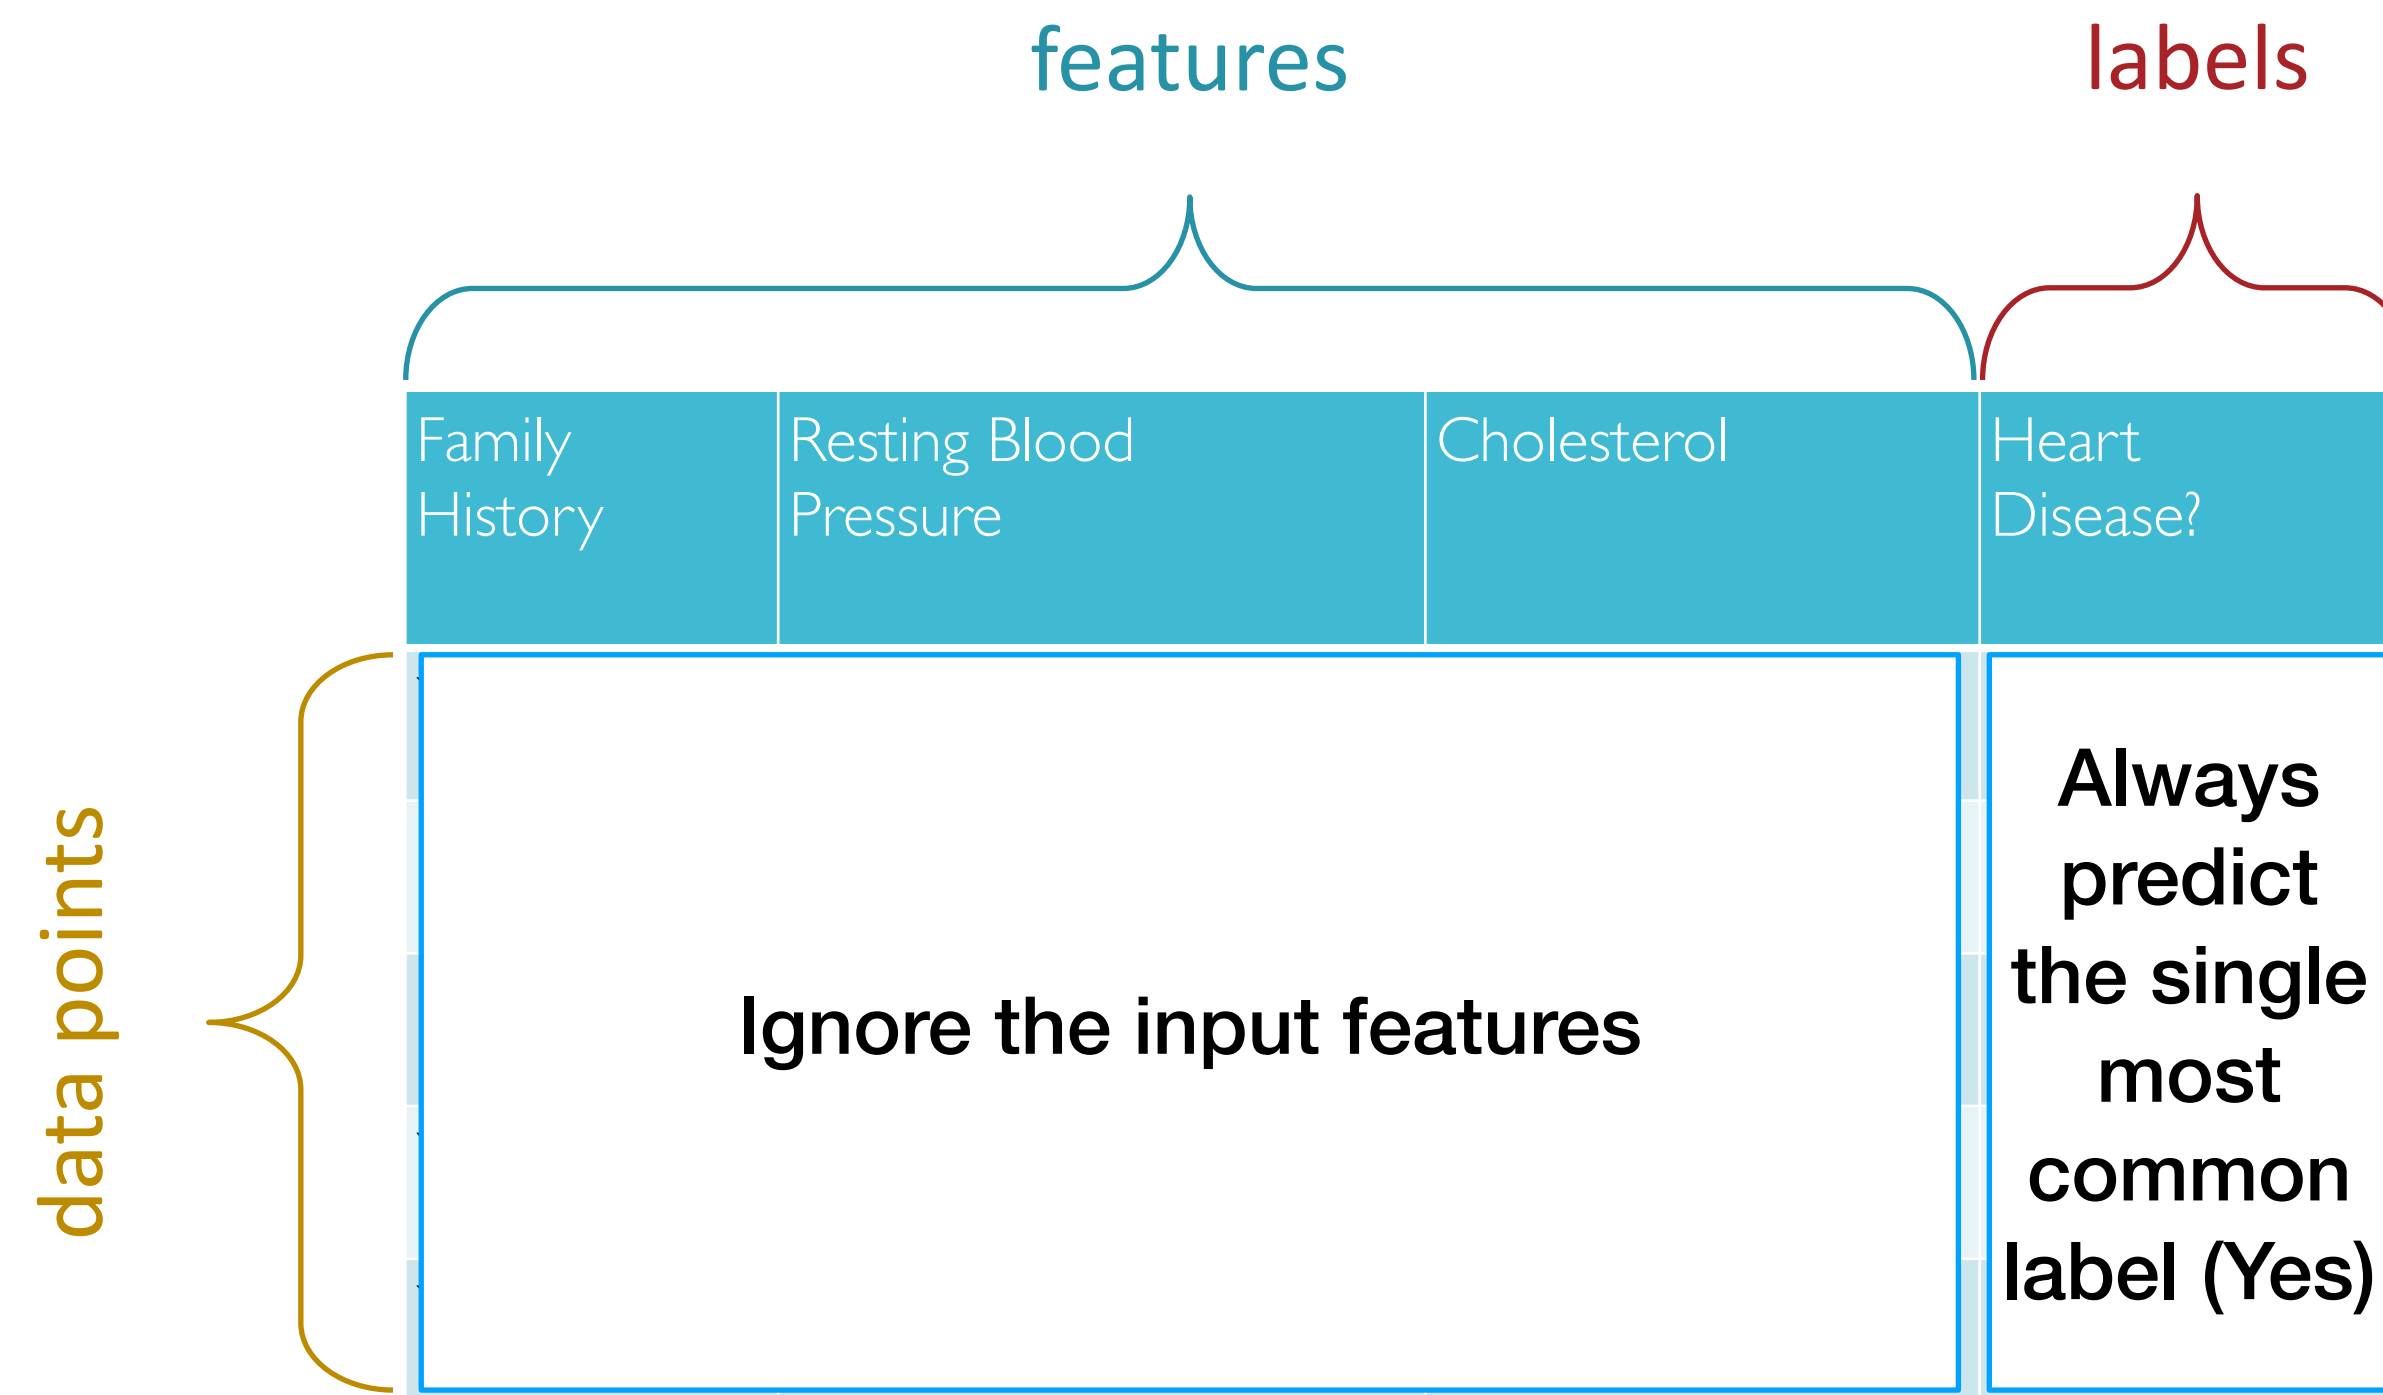 features
labels
Family
History
Resting Blood
Pressure
Cholesterol
Heart
Disease?
data points
Ignore the input features
Always
predict
the single
most
common
label (Yes)